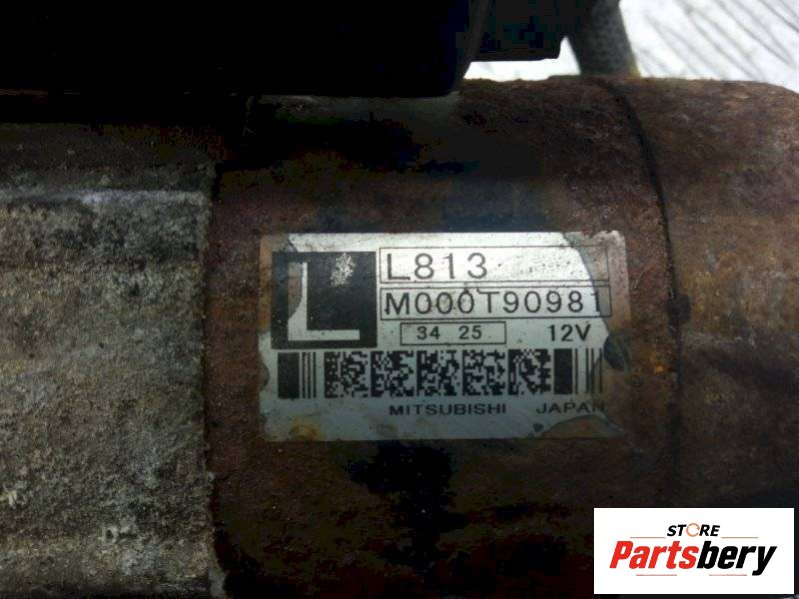 L
L813
M000T90981
34 25
12V
MITSUBISHI JAPAN
STORE
Partsbery